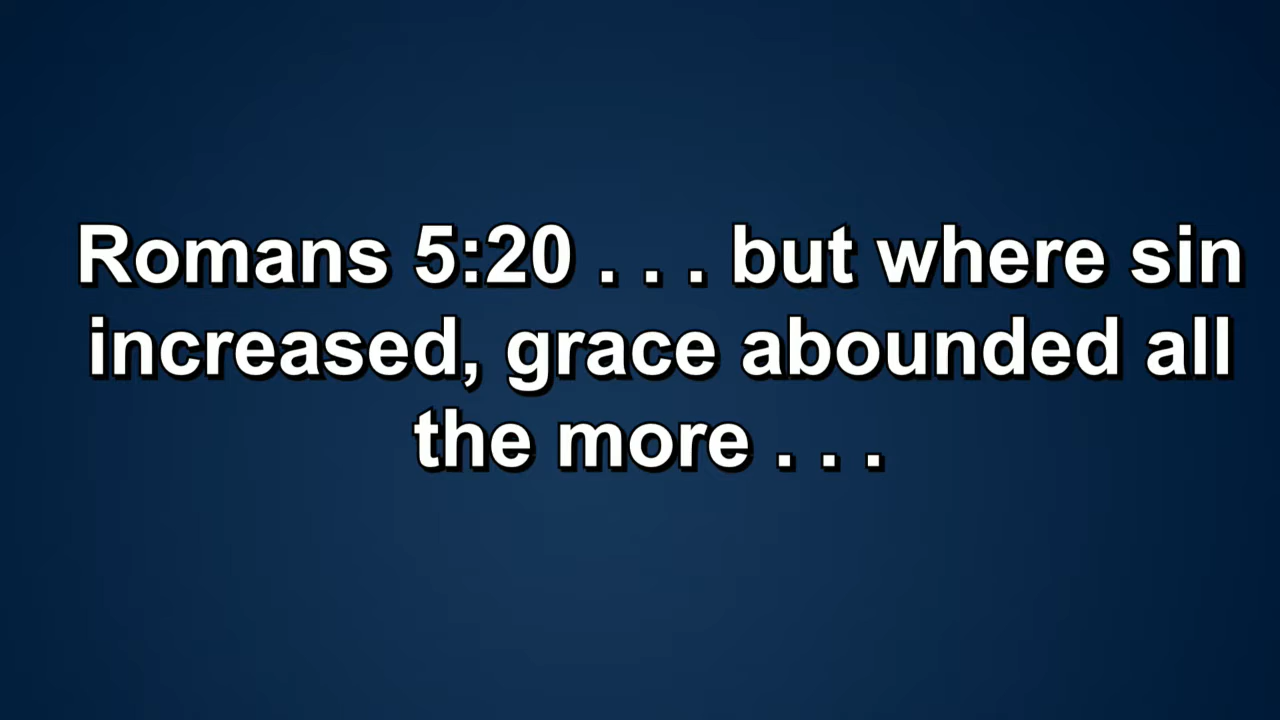 Romans 5:20 . . . but where sin
increased, grace abounded all
the more . . .